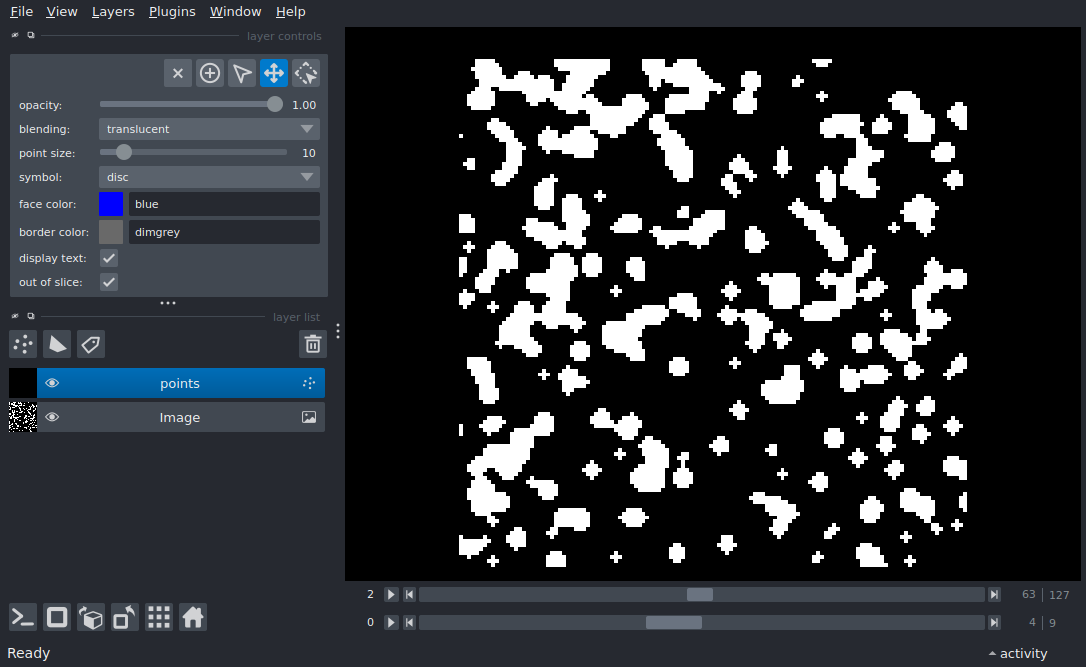 File View Layers Plugins Window Help
layer controls
opacity: 1.00
blending: translucent
point size: 10
symbol: disc
face color: blue
border color: dimgrey
display text:
out of slice:
layer list
points
Image
2 63 127
0 4 9
Ready activity